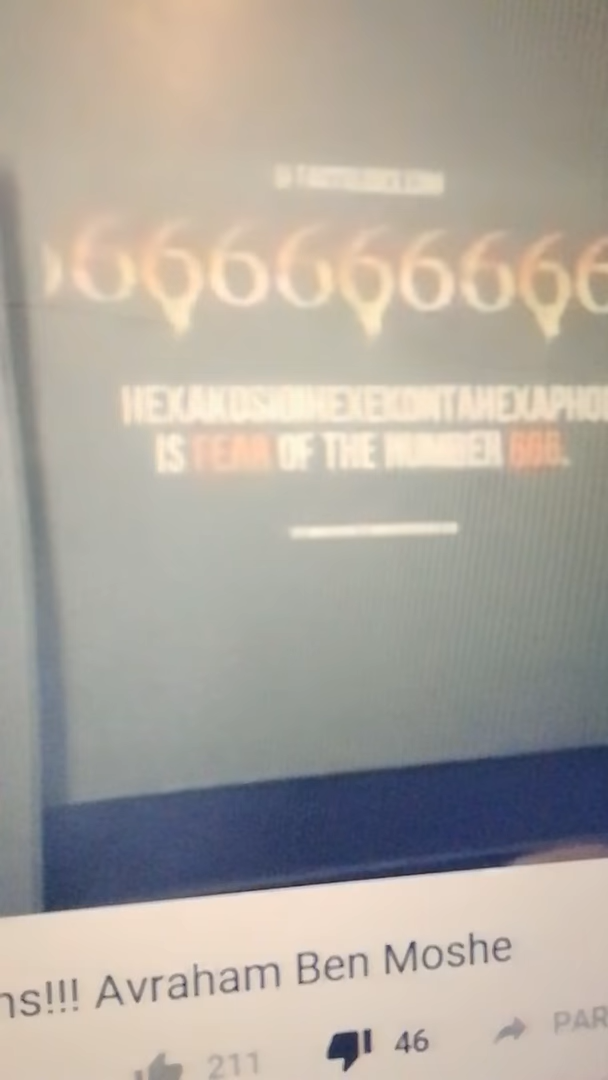 666666666
HEXAKOSIOIHEXEKONTAHEXAPHO
IS FEAR OF THE NUMBER 666.
ns!!! Avraham Ben Moshe
211 46 PAR